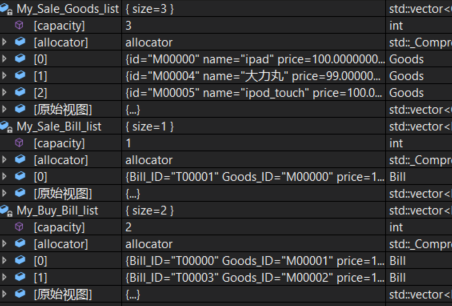 My_Sale_Goods_list { size=3 } std::vector<
[capacity] 3 int
[allocator] allocator std::_Compre
[0] {id="M00000" name="ipad" price=100.0000000... Goods
[1] {id="M00004" name="大力丸" price=99.00000... Goods
[2] {id="M00005" name="ipod_touch" price=100.0... Goods
[原始视图] {...} std::vector<
My_Sale_Bill_list { size=1 } std::vector<
[capacity] 1 int
[allocator] allocator std::_Compre
[0] {Bill_ID="T00001" Goods_ID="M00000" price=1... Bill
[原始视图] {...} std::vector<
My_Buy_Bill_list { size=2 } std::vector<
[capacity] 2 int
[allocator] allocator std::_Compre
[0] {Bill_ID="T00000" Goods_ID="M00001" price=1... Bill
[1] {Bill_ID="T00003" Goods_ID="M00002" price=1... Bill
[原始视图] {...} std::vector<